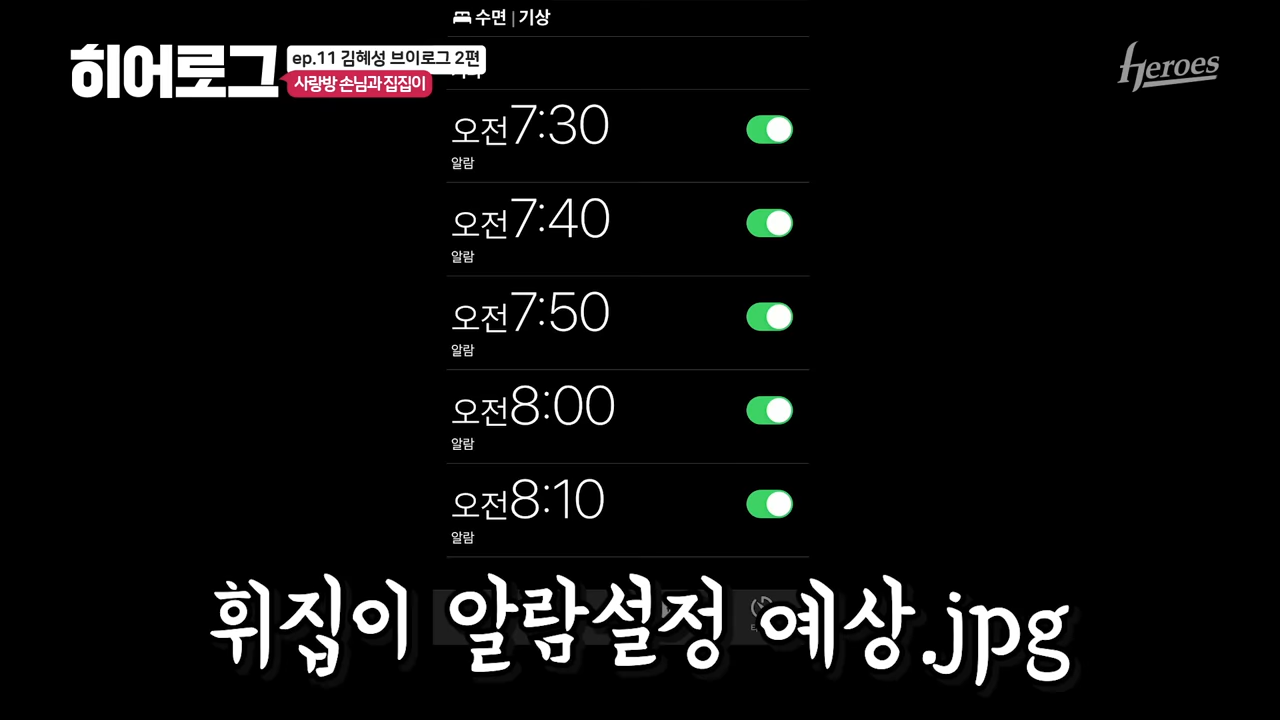 수면 | 기상
히어로그
ep.11 김혜성 브이로그 2편
사랑방 손님과 집집이
heroes
오전 7:30
알람
오전 7:40
알람
오전 7:50
알람
오전 8:00
알람
오전 8:10
알람
휘집이 알람설정 예상.jpg